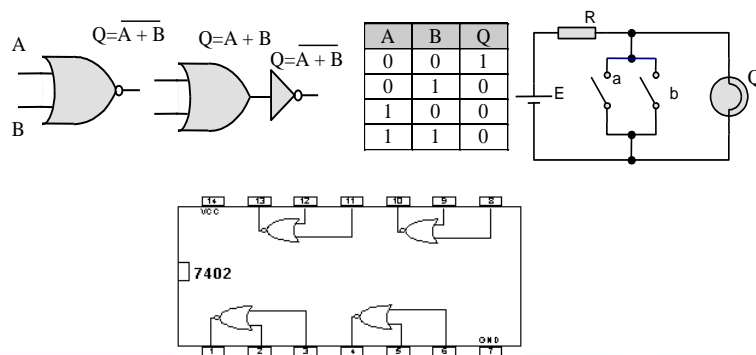 A
B
Q=A + B
Q=A + B
Q=A + B
A B Q
0 0 1
0 1 0
1 0 0
1 1 0
R
E
a
b
Q
14 13 12 11 10 9 8
VCC
7402
GND
1 2 3 4 5 6 7